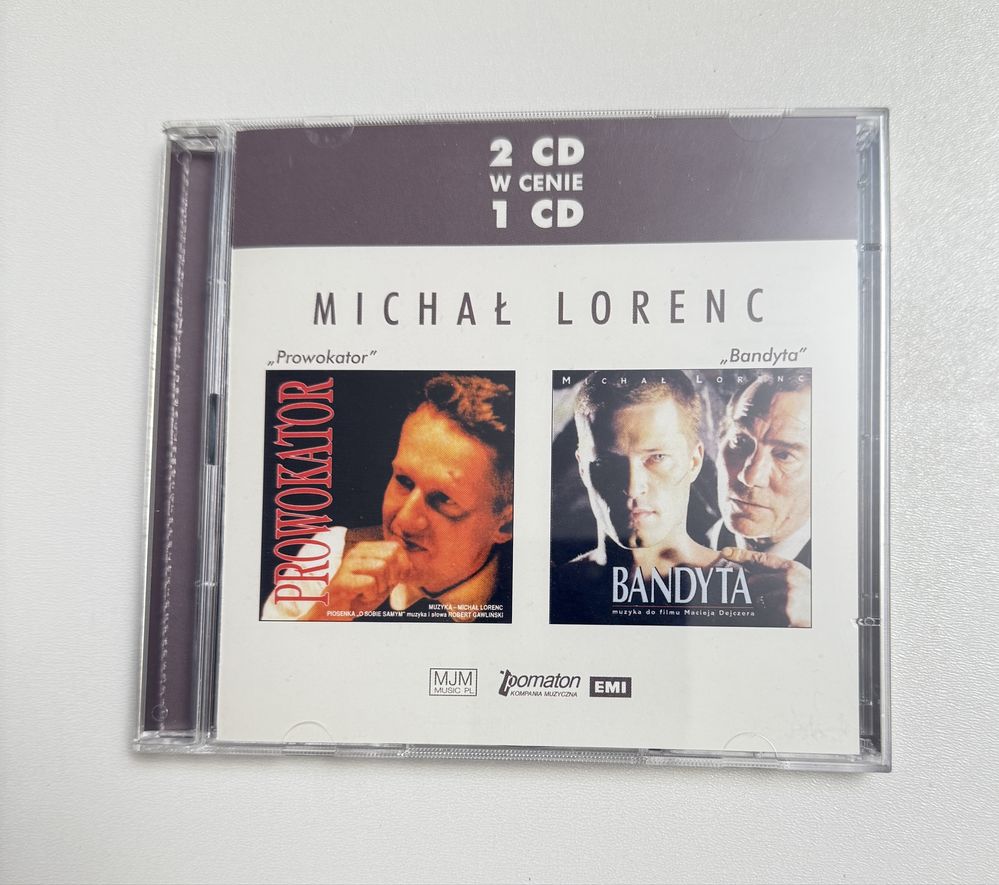 2 CD
W CENIE
1 CD
MICHAŁ LORENC
„Prowokator”
„Bandyta”
PROWOKATOR
MUZYKA – MICHAŁ LORENC
PIOSENKA „O SOBIE SAMYM” muzyka i słowa ROBERT GAWLIŃSKI
MICHAŁ LORENC
BANDYTA
muzyka do filmu Macieja Dejczera
MJM
MUSIC PL
pomaton
KOMPANIA MUZYCZNA
EMI